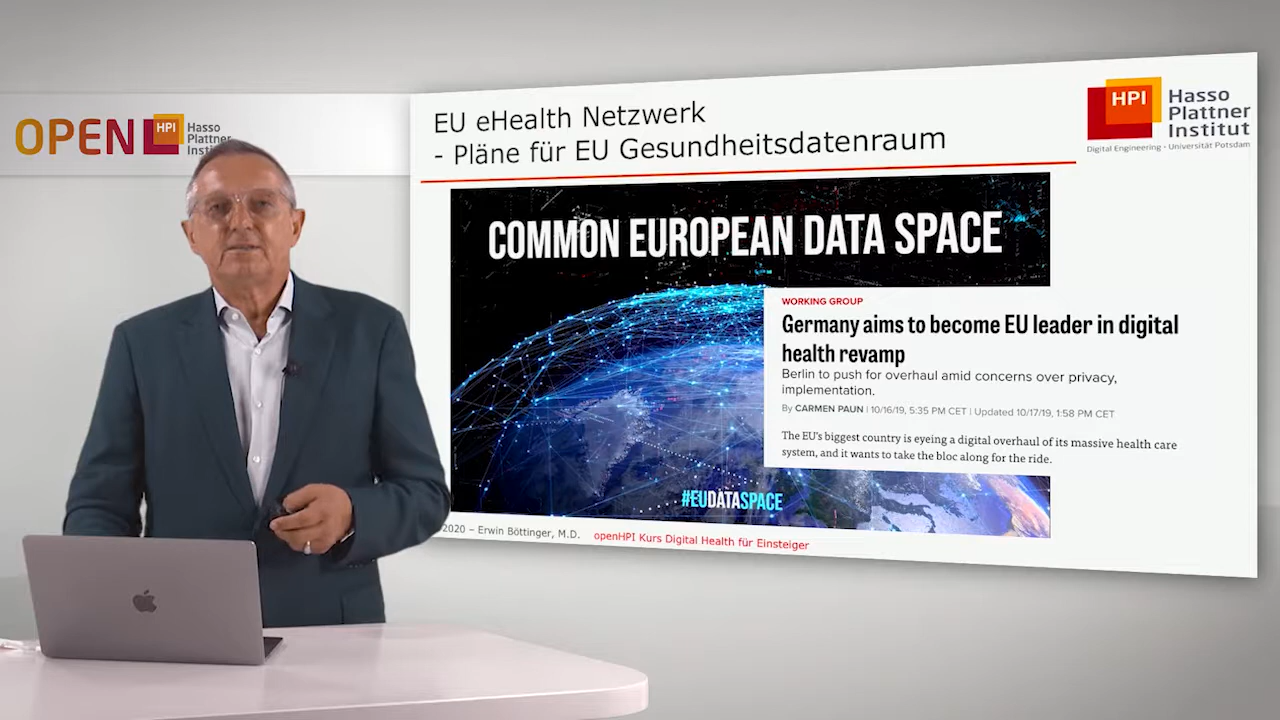 OPEN HPI Hasso
Plattner
Institut
EU eHealth Netzwerk
- Pläne für EU Gesundheitsdatenraum
HPI Hasso
Plattner
Institut
Digital Engineering • Universität Potsdam
COMMON EUROPEAN DATA SPACE
WORKING GROUP
Germany aims to become EU leader in digital
health revamp
Berlin to push for overhaul amid concerns over privacy,
implementation.
By CARMEN PAUN | 10/16/19, 5:35 PM CET | Updated 10/17/19, 1:58 PM CET
The EU's biggest country is eyeing a digital overhaul of its massive health care
system, and it wants to take the bloc along for the ride.
#EUDATASPACE
2020 – Erwin Böttinger, M.D. openHPI Kurs Digital Health für Einsteiger